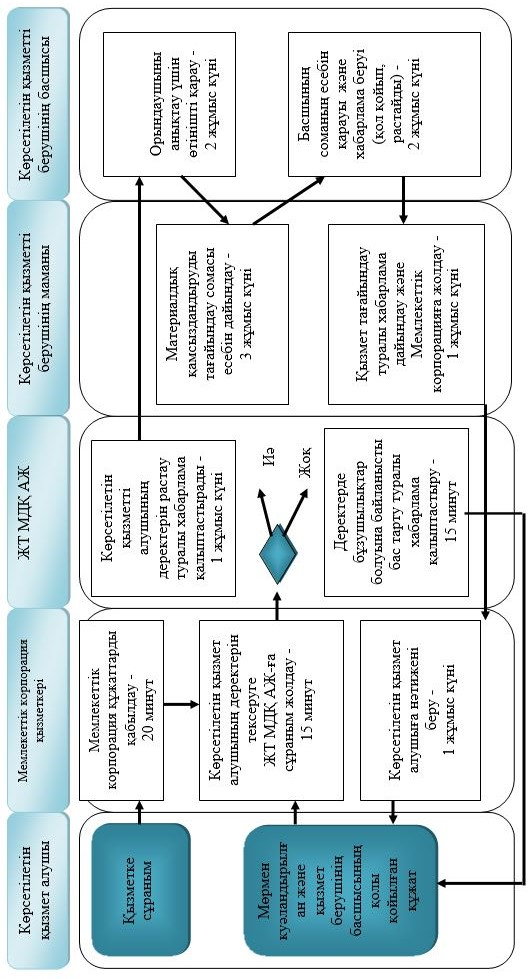 Көрсетілетін
қызмет алушы
Мемлекеттік корпорация
қызметкері
ЖТ МДҚ АЖ
Көрсетілетін қызметті
берушінің маманы
Көрсетілетін қызметті
берушінің басшысы
Қызметке
сұраным
Мемлекеттік
корпорация құжаттарды
қабылдау -
20 минут
Көрсетілетін
қызметті
алушының
деректерін растау
туралы хабарлама
қалыптастырады -
1 жұмыс күні
Материалдық
қамсыздандыруды
тағайындау сомасы
есебін дайындау -
3 жұмыс күні
Орындаушыны
анықтау үшін
өтінішті қарау -
2 жұмыс күні
Көрсетілетін қызмет
алушының деректерін
тексеруге
ЖТ МДҚ АЖ-ға
сұраным жолдау -
15 минут
Иә
Жоқ
Басшының
соманың есебін
қарауы және
хабарлама беруі
(қол қойып,
растайды) -
2 жұмыс күні
Мөрмен
куәландырылғ
ан және
қызмет
берушінің
басшысының
қолы
қойылған
құжат
Көрсетілетін қызмет
алушыға нәтижені
беру -
1 жұмыс күні
Деректерде
бұзушылықтар
болуына байланысты
бас тарту туралы
хабарлама
қалыптастыру -
15 минут
Қызмет тағайындау
туралы хабарлама
дайындау және
Мемлекеттік
корпорацияға жолдау -
1 жұмыс күні